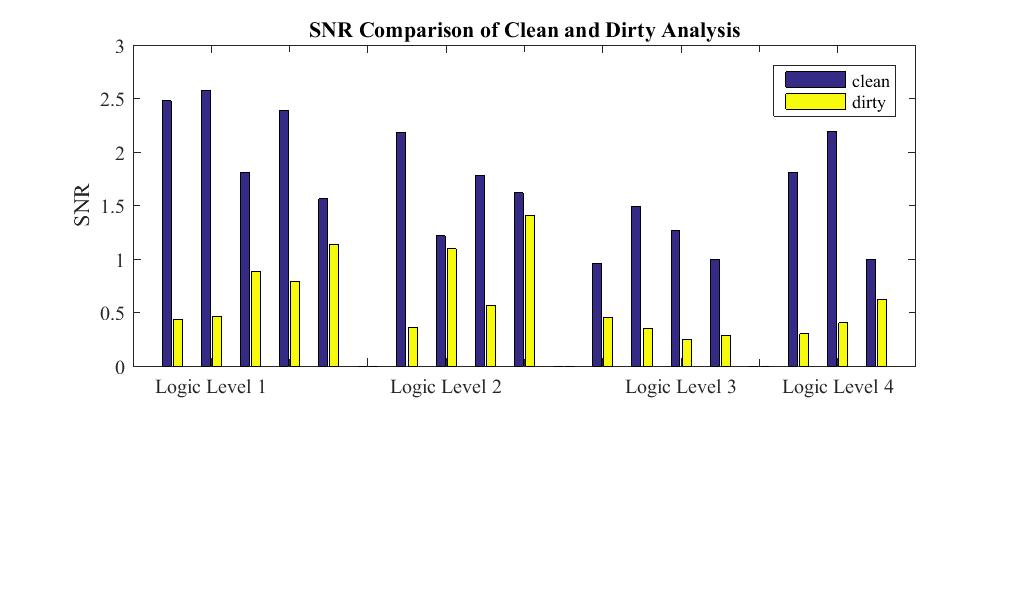 SNR Comparison of Clean and Dirty Analysis
3
2.5
2
1.5
1
0.5
0
SNR
clean
dirty
Logic Level 1
Logic Level 2
Logic Level 3
Logic Level 4